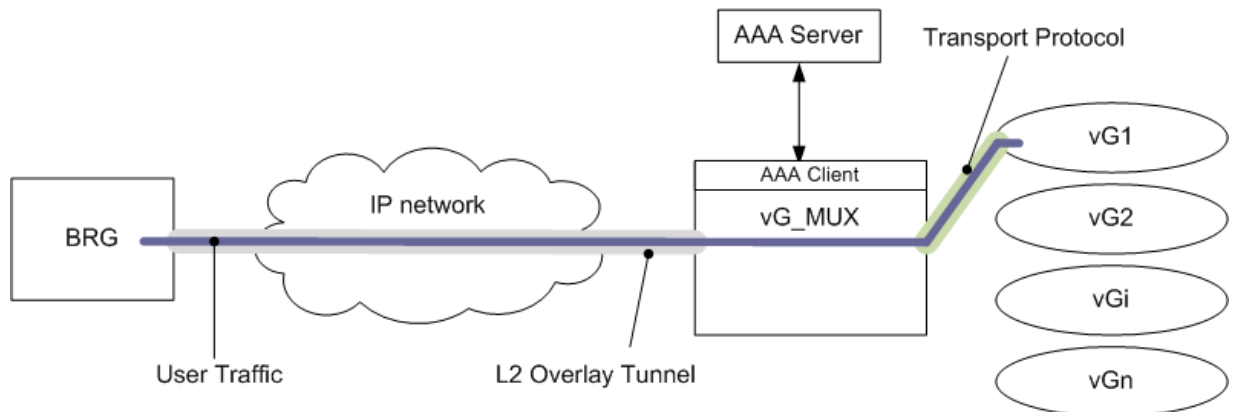 AAA Server
Transport Protocol
vG1
AAA Client
IP network
BRG
vG_MUX
vG2
vGi
User Traffic
L2 Overlay Tunnel
vGn